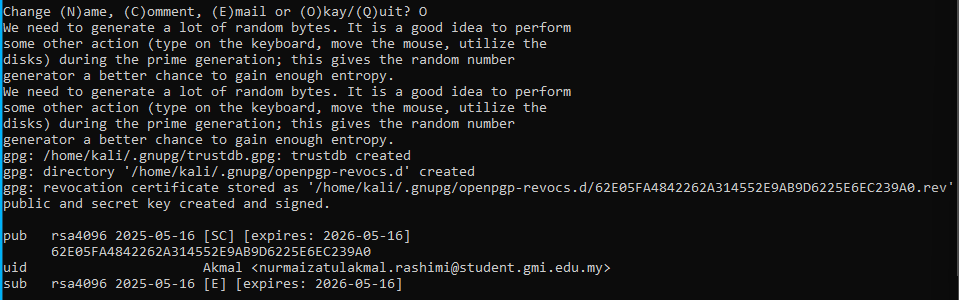 Change (N)ame, (C)omment, (E)mail or (O)kay/(Q)uit? O
We need to generate a lot of random bytes. It is a good idea to perform
some other action (type on the keyboard, move the mouse, utilize the
disks) during the prime generation; this gives the random number
generator a better chance to gain enough entropy.
We need to generate a lot of random bytes. It is a good idea to perform
some other action (type on the keyboard, move the mouse, utilize the
disks) during the prime generation; this gives the random number
generator a better chance to gain enough entropy.
gpg: /home/kali/.gnupg/trustdb.gpg: trustdb created
gpg: directory '/home/kali/.gnupg/openpgp-revocs.d' created
gpg: revocation certificate stored as '/home/kali/.gnupg/openpgp-revocs.d/62E05FA4842262A314552E9AB9D6225E6EC239A0.rev'
public and secret key created and signed.
pub   rsa4096 2025-05-16 [SC] [expires: 2026-05-16]
      62E05FA4842262A314552E9AB9D6225E6EC239A0
uid                      Akmal <nurmaizatulakmal.rashimi@student.gmi.edu.my>
sub   rsa4096 2025-05-16 [E] [expires: 2026-05-16]